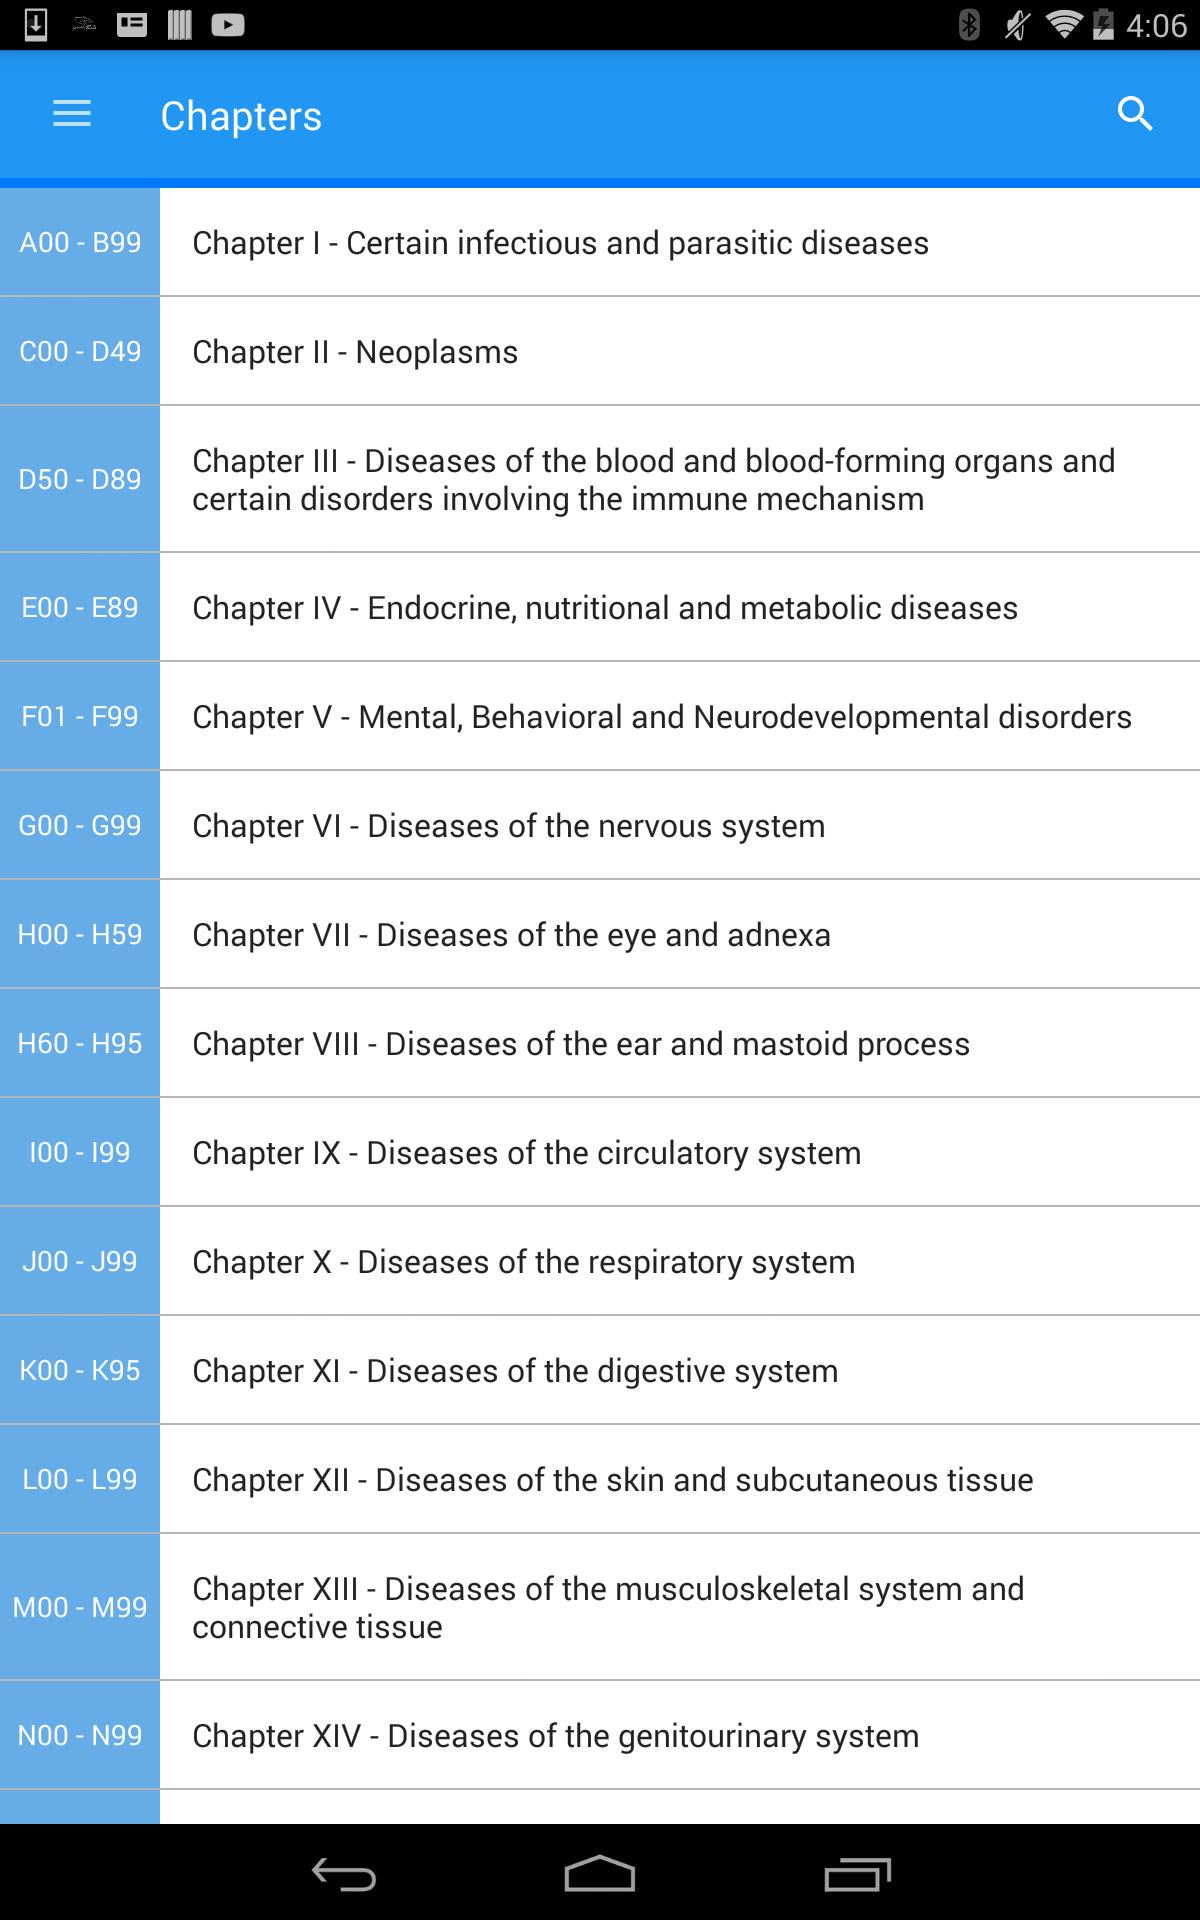 4:06
Chapters
A00 - B99
Chapter I - Certain infectious and parasitic diseases
C00 - D49
Chapter II - Neoplasms
D50 - D89
Chapter III - Diseases of the blood and blood-forming organs and
certain disorders involving the immune mechanism
E00 - E89
Chapter IV - Endocrine, nutritional and metabolic diseases
F01 - F99
Chapter V - Mental, Behavioral and Neurodevelopmental disorders
G00 - G99
Chapter VI - Diseases of the nervous system
H00 - H59
Chapter VII - Diseases of the eye and adnexa
H60 - H95
Chapter VIII - Diseases of the ear and mastoid process
I00 - I99
Chapter IX - Diseases of the circulatory system
J00 - J99
Chapter X - Diseases of the respiratory system
K00 - K95
Chapter XI - Diseases of the digestive system
L00 - L99
Chapter XII - Diseases of the skin and subcutaneous tissue
M00 - M99
Chapter XIII - Diseases of the musculoskeletal system and
connective tissue
N00 - N99
Chapter XIV - Diseases of the genitourinary system